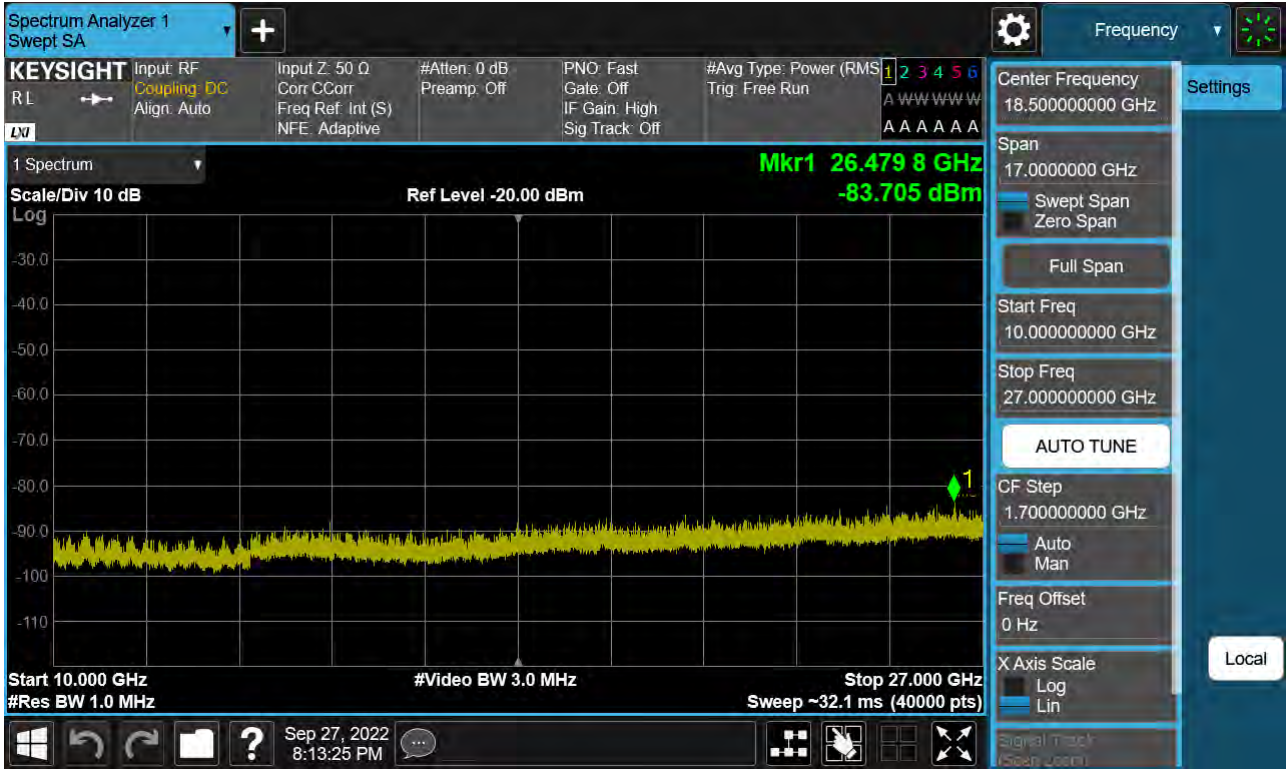 Spectrum Analyzer 1
Swept SA
Frequency
KEYSIGHT
R L
LXI
Input: RF
Coupling: DC
Align: Auto
Input Z: 50 Ω
Corr CCorr
Freq Ref: Int (S)
NFE: Adaptive
#Atten: 0 dB
Preamp: Off
PNO: Fast
Gate: Off
IF Gain: High
Sig Track: Off
#Avg Type: Power (RMS
Trig: Free Run
1 2 3 4 5 6
A W W W W W
A A A A A A
1 Spectrum
Scale/Div 10 dB
Log
Ref Level -20.00 dBm
Mkr1 26.479 8 GHz
-83.705 dBm
-30.0
-40.0
-50.0
-60.0
-70.0
-80.0
-90.0
-100
-110
1
Start 10.000 GHz
#Res BW 1.0 MHz
#Video BW 3.0 MHz
Stop 27.000 GHz
Sweep ~32.1 ms (40000 pts)
Sep 27, 2022
8:13:25 PM
?
Center Frequency
18.500000000 GHz
Span
17.0000000 GHz
Swept Span
Zero Span
Full Span
Start Freq
10.000000000 GHz
Stop Freq
27.000000000 GHz
AUTO TUNE
CF Step
1.700000000 GHz
Auto
Man
Freq Offset
0 Hz
X Axis Scale
Log
Lin
Signal Track
(Span Zoom)
Settings
Local